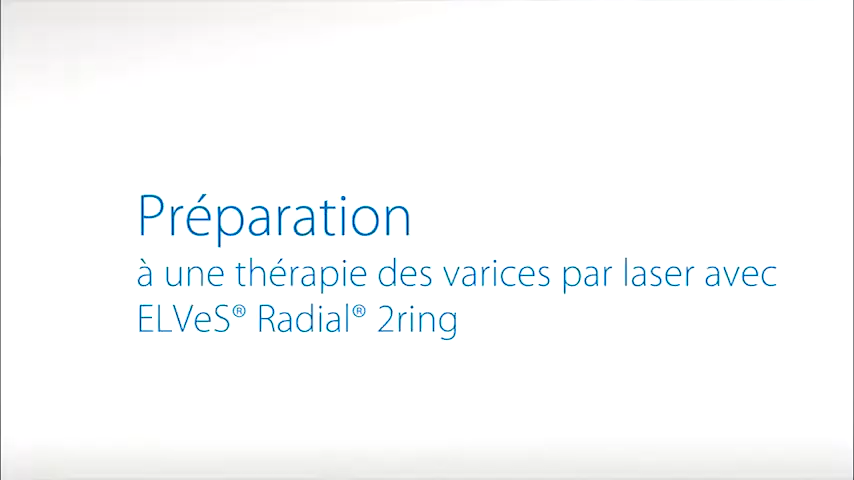 Préparation
à une thérapie des varices par laser avec
ELVeS® Radial® 2ring